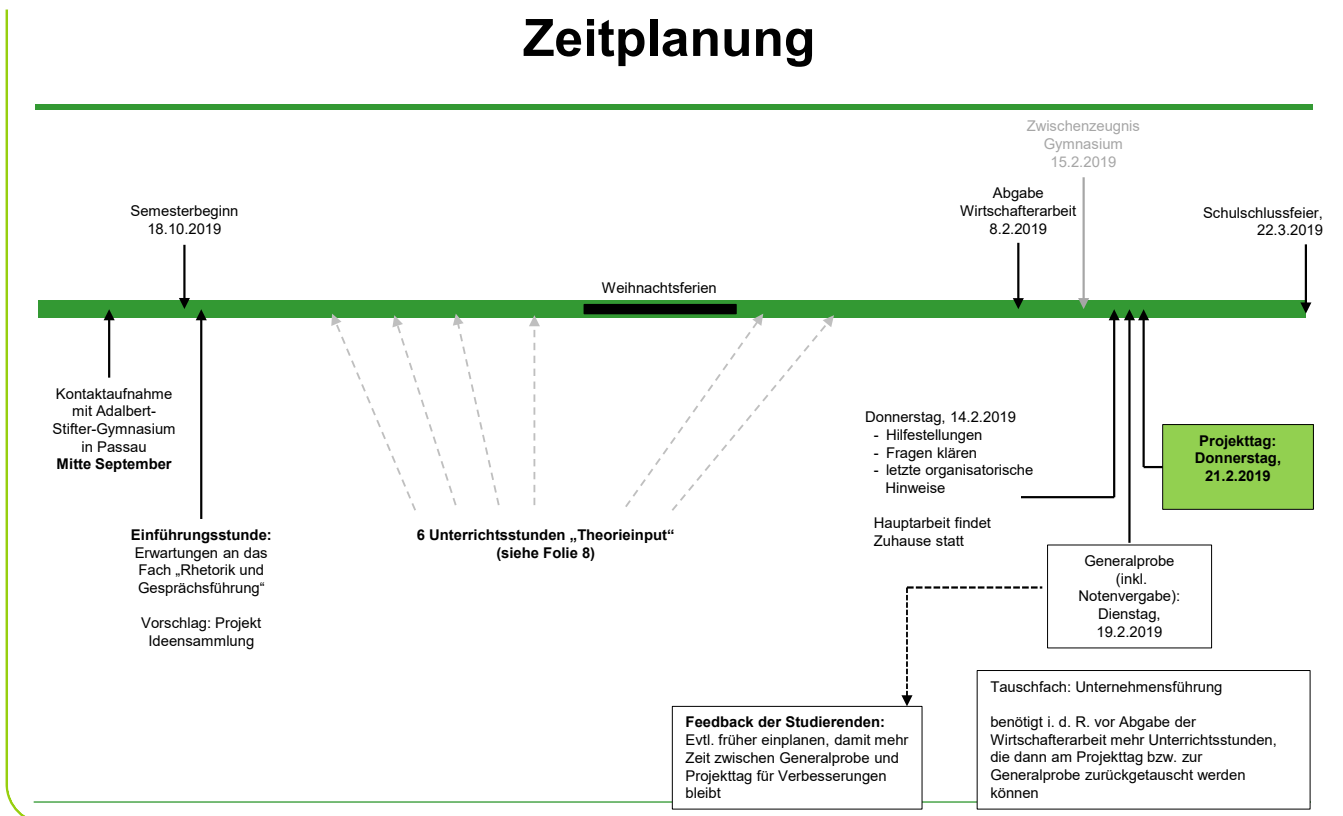 Zeitplanung
Zwischenzeugnis
Gymnasium
15.2.2019
Abgabe
Wirtschafterarbeit
8.2.2019
Semesterbeginn
18.10.2019
Schulschlussfeier,
22.3.2019
Weihnachtsferien
Kontaktaufnahme
mit Adalbert-
Stifter-Gymnasium
in Passau
Mitte September
Einführungsstunde:
Erwartungen an das
Fach „Rhetorik und
Gesprächsführung“
Vorschlag: Projekt
Ideensammlung
6 Unterrichtsstunden „Theorieinput“
(siehe Folie 8)
Donnerstag, 14.2.2019
- Hilfestellungen
- Fragen klären
- letzte organisatorische
Hinweise
Hauptarbeit findet
Zuhause statt
Projekttag:
Donnerstag,
21.2.2019
Generalprobe
(inkl.
Notenvergabe):
Dienstag,
19.2.2019
Feedback der Studierenden:
Evtl. früher einplanen, damit mehr
Zeit zwischen Generalprobe und
Projekttag für Verbesserungen
bleibt
Tauschfach: Unternehmensführung
benötigt i. d. R. vor Abgabe der
Wirtschafterarbeit mehr Unterrichtsstunden,
die dann am Projekttag bzw. zur
Generalprobe zurückgetauscht werden
können